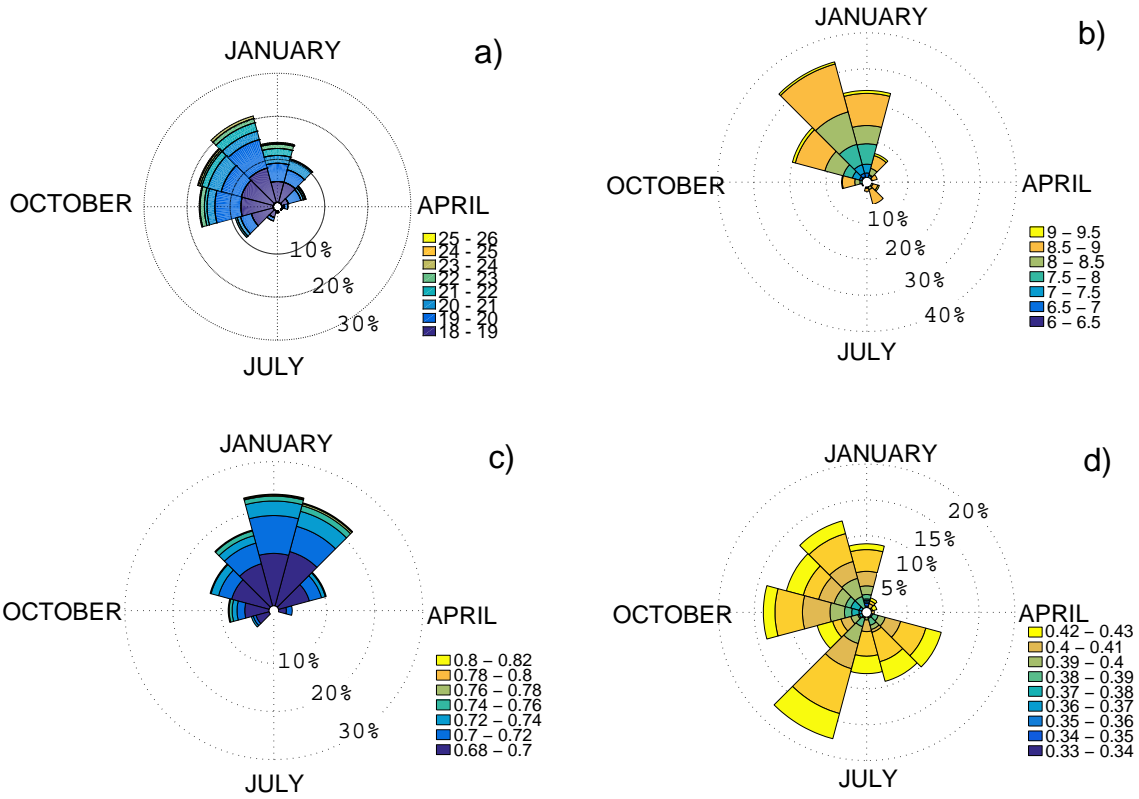 a)
JANUARY
OCTOBER
APRIL
JULY
10%
20%
30%
25 - 26
24 - 25
23 - 24
22 - 23
21 - 22
20 - 21
19 - 20
18 - 19
b)
JANUARY
OCTOBER
APRIL
JULY
10%
20%
30%
40%
9 – 9.5
8.5 – 9
8 – 8.5
7.5 – 8
7 – 7.5
6.5 – 7
6 – 6.5
c)
JANUARY
OCTOBER
APRIL
JULY
10%
20%
30%
0.8 – 0.82
0.78 – 0.8
0.76 – 0.78
0.74 – 0.76
0.72 – 0.74
0.7 – 0.72
0.68 – 0.7
d)
JANUARY
OCTOBER
APRIL
JULY
20%
15%
10%
5%
0.42 – 0.43
0.4 – 0.41
0.39 – 0.4
0.38 – 0.39
0.37 – 0.38
0.36 – 0.37
0.35 – 0.36
0.34 – 0.35
0.33 – 0.34